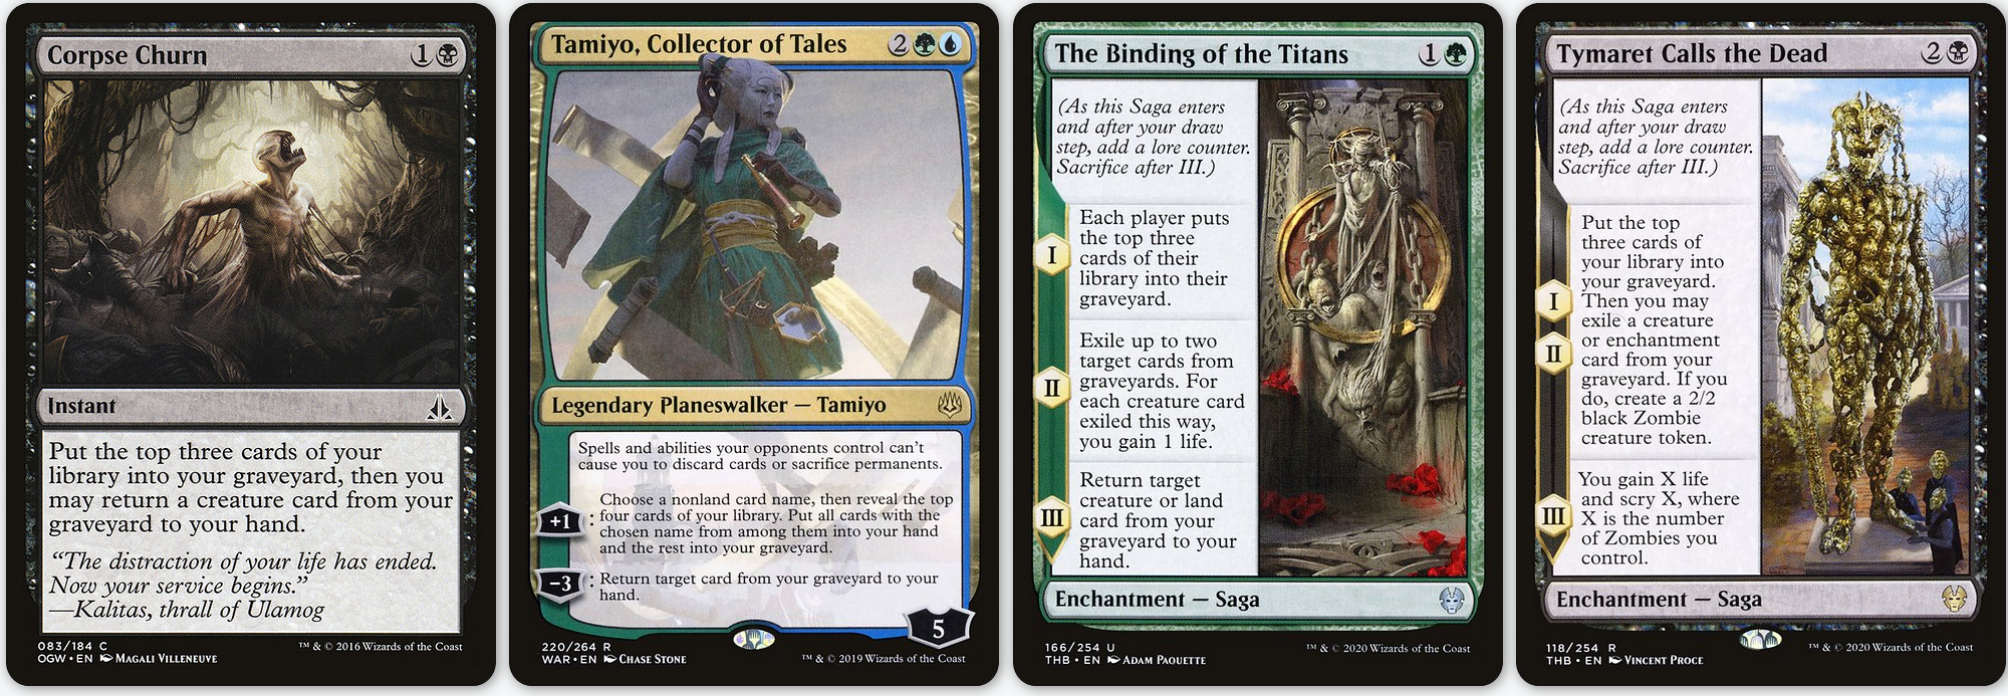 Corpse Churn
1
Instant
Put the top three cards of your
library into your graveyard, then you
may return a creature card from your
graveyard to your hand.
“The distraction of your life has ended.
Now your service begins.”
—Kalitas, thrall of Ulamog
083/184 C
OGW • EN Magali Villeneuve
™ & © 2016 Wizards of the Coast
Tamiyo, Collector of Tales
2
Legendary Planeswalker — Tamiyo
Spells and abilities your opponents control can't
cause you to discard cards or sacrifice permanents.
+1 : Choose a nonland card name, then reveal the top
four cards of your library. Put all cards with the
chosen name from among them into your hand
and the rest into your graveyard.
−3 : Return target card from your graveyard to your
hand.
5
220/264 R
WAR • EN Chase Stone
™ & © 2019 Wizards of the Coast
The Binding of the Titans
1
(As this Saga enters
and after your draw
step, add a lore counter.
Sacrifice after III.)
I
Each player puts
the top three
cards of their
library into their
graveyard.
II
Exile up to two
target cards from
graveyards. For
each creature card
exiled this way,
you gain 1 life.
III
Return target
creature or land
card from your
graveyard to your
hand.
Enchantment — Saga
166/254 U
THB • EN Adam Paquette
™ & © 2020 Wizards of the Coast
Tymaret Calls the Dead
2
(As this Saga enters
and after your draw
step, add a lore counter.
Sacrifice after III.)
I
II
Put the top
three cards of
your library into
your graveyard.
Then you may
exile a creature
or enchantment
card from your
graveyard. If you
do, create a 2/2
black Zombie
creature token.
III
You gain X life
and scry X, where
X is the number
of Zombies you
control.
Enchantment — Saga
118/254 R
THB • EN Vincent Proce
™ & © 2020 Wizards of the Coast